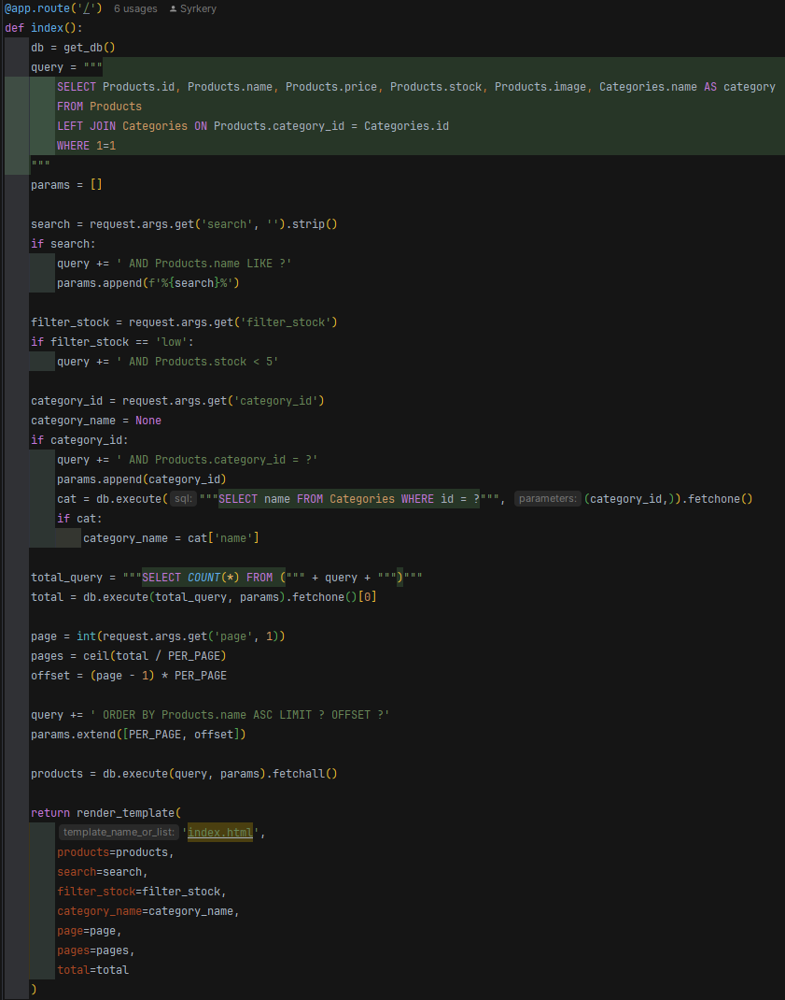 @app.route('/') 6 usages Syrkery
def index():
    db = get_db()
    query = """
        SELECT Products.id, Products.name, Products.price, Products.stock, Products.image, Categories.name AS category
        FROM Products
        LEFT JOIN Categories ON Products.category_id = Categories.id
        WHERE 1=1
    """
    params = []
    search = request.args.get('search', '').strip()
    if search:
        query += ' AND Products.name LIKE ?'
        params.append(f'%{search}%')
    filter_stock = request.args.get('filter_stock')
    if filter_stock == 'low':
        query += ' AND Products.stock < 5'
    category_id = request.args.get('category_id')
    category_name = None
    if category_id:
        query += ' AND Products.category_id = ?'
        params.append(category_id)
        cat = db.execute( sql: """SELECT name FROM Categories WHERE id = ?""", parameters: (category_id,)).fetchone()
        if cat:
            category_name = cat['name']
    total_query = """SELECT COUNT(*) FROM (""" + query + """)"""
    total = db.execute(total_query, params).fetchone()[0]
    page = int(request.args.get('page', 1))
    pages = ceil(total / PER_PAGE)
    offset = (page - 1) * PER_PAGE
    query += ' ORDER BY Products.name ASC LIMIT ? OFFSET ?'
    params.extend([PER_PAGE, offset])
    products = db.execute(query, params).fetchall()
    return render_template(
        template_name_or_list: 'index.html',
        products=products,
        search=search,
        filter_stock=filter_stock,
        category_name=category_name,
        page=page,
        pages=pages,
        total=total
    )